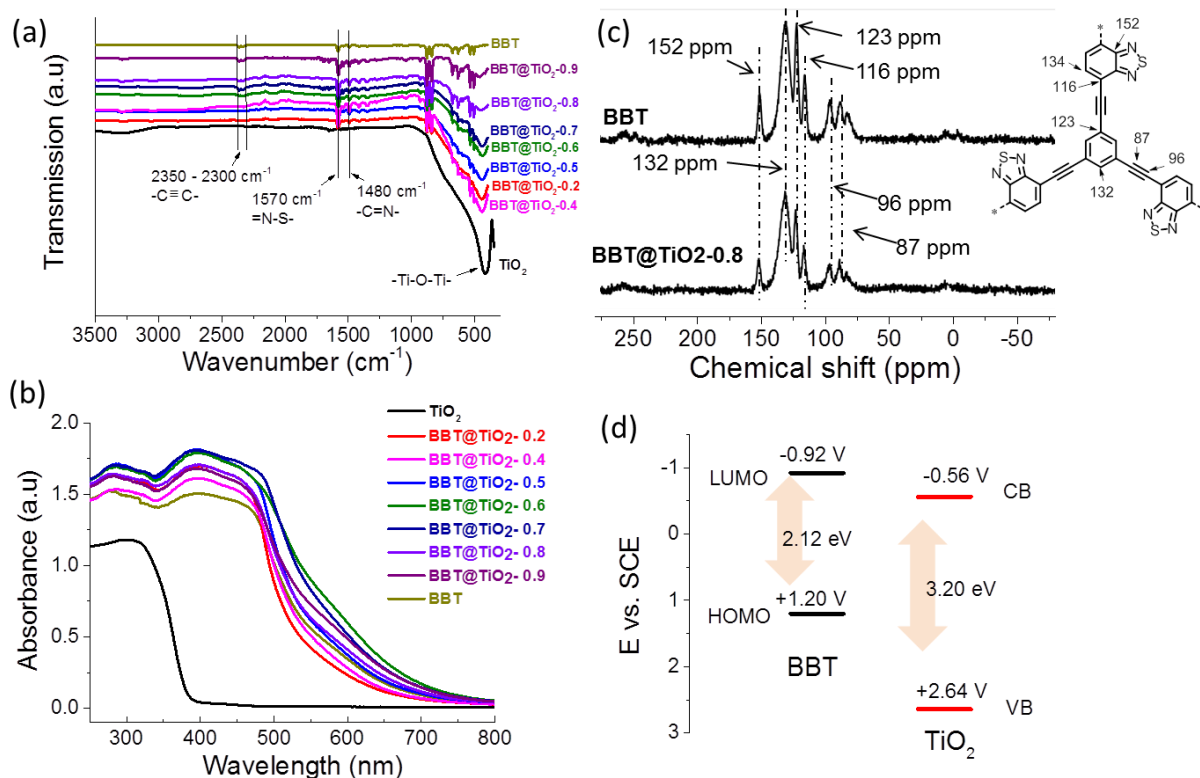 (a)
Transmission (a.u)
BBT
BBT@TiO₂-0.9
BBT@TiO₂-0.8
BBT@TiO₂-0.7
BBT@TiO₂-0.6
BBT@TiO₂-0.5
BBT@TiO₂-0.2
BBT@TiO₂-0.4
TiO₂
2350 - 2300 cm⁻¹
-C≡C-
1570 cm⁻¹
=N-S-
1480 cm⁻¹
-C=N-
-Ti-O-Ti-
3500 3000 2500 2000 1500 1000 500
Wavenumber (cm⁻¹)
(c)
152 ppm
123 ppm
116 ppm
BBT
132 ppm
96 ppm
87 ppm
BBT@TiO2-0.8
250 200 150 100 50 0 -50
Chemical shift (ppm)
*
152
134
116
N
S
N
123
87
96
132
N
S
N
*
N
S
N
*
(b)
Absorbance (a.u)
2.0
1.5
1.0
0.5
0.0
TiO₂
BBT@TiO₂- 0.2
BBT@TiO₂- 0.4
BBT@TiO₂- 0.5
BBT@TiO₂- 0.6
BBT@TiO₂- 0.7
BBT@TiO₂- 0.8
BBT@TiO₂- 0.9
BBT
300 400 500 600 700 800
Wavelength (nm)
(d)
E vs. SCE
-1
0
1
2
3
-0.92 V
LUMO
-0.56 V
CB
2.12 eV
3.20 eV
+1.20 V
HOMO
BBT
+2.64 V
VB
TiO₂